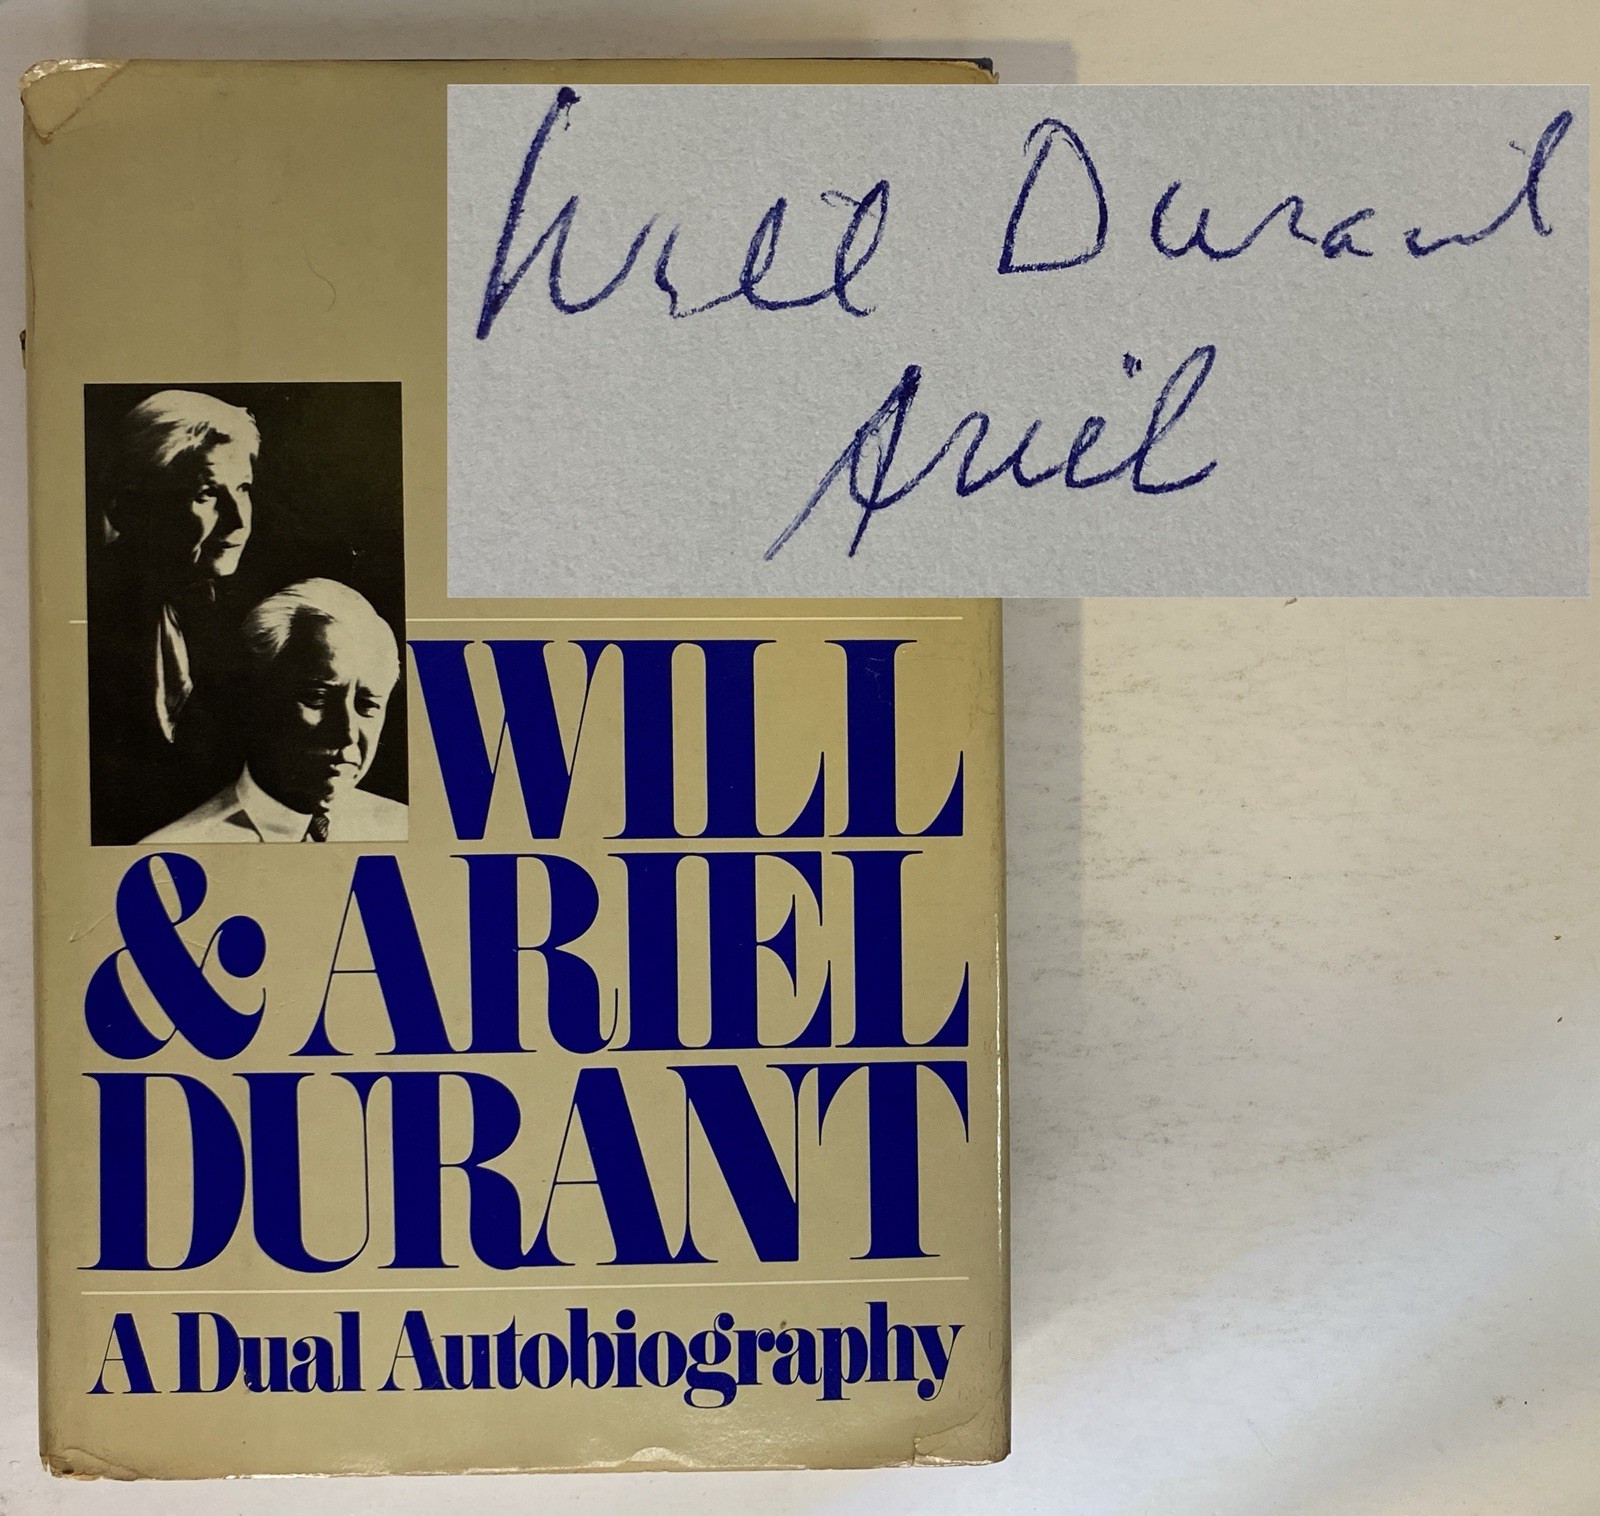 Will Durant
Ariel
WILL
& ARIEL
DURANT
A Dual Autobiography